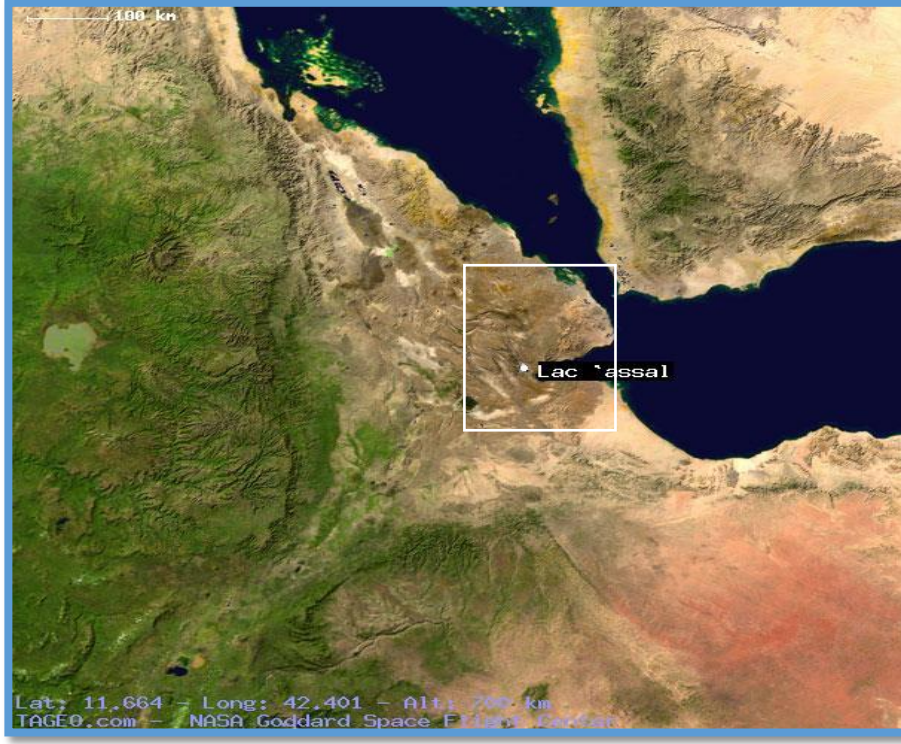 100 km
Lac `assal
Lat: 11.664 - Long: 42.401 - Alt: 700 km
TAGEO.com - NASA Goddard Space Flight Center